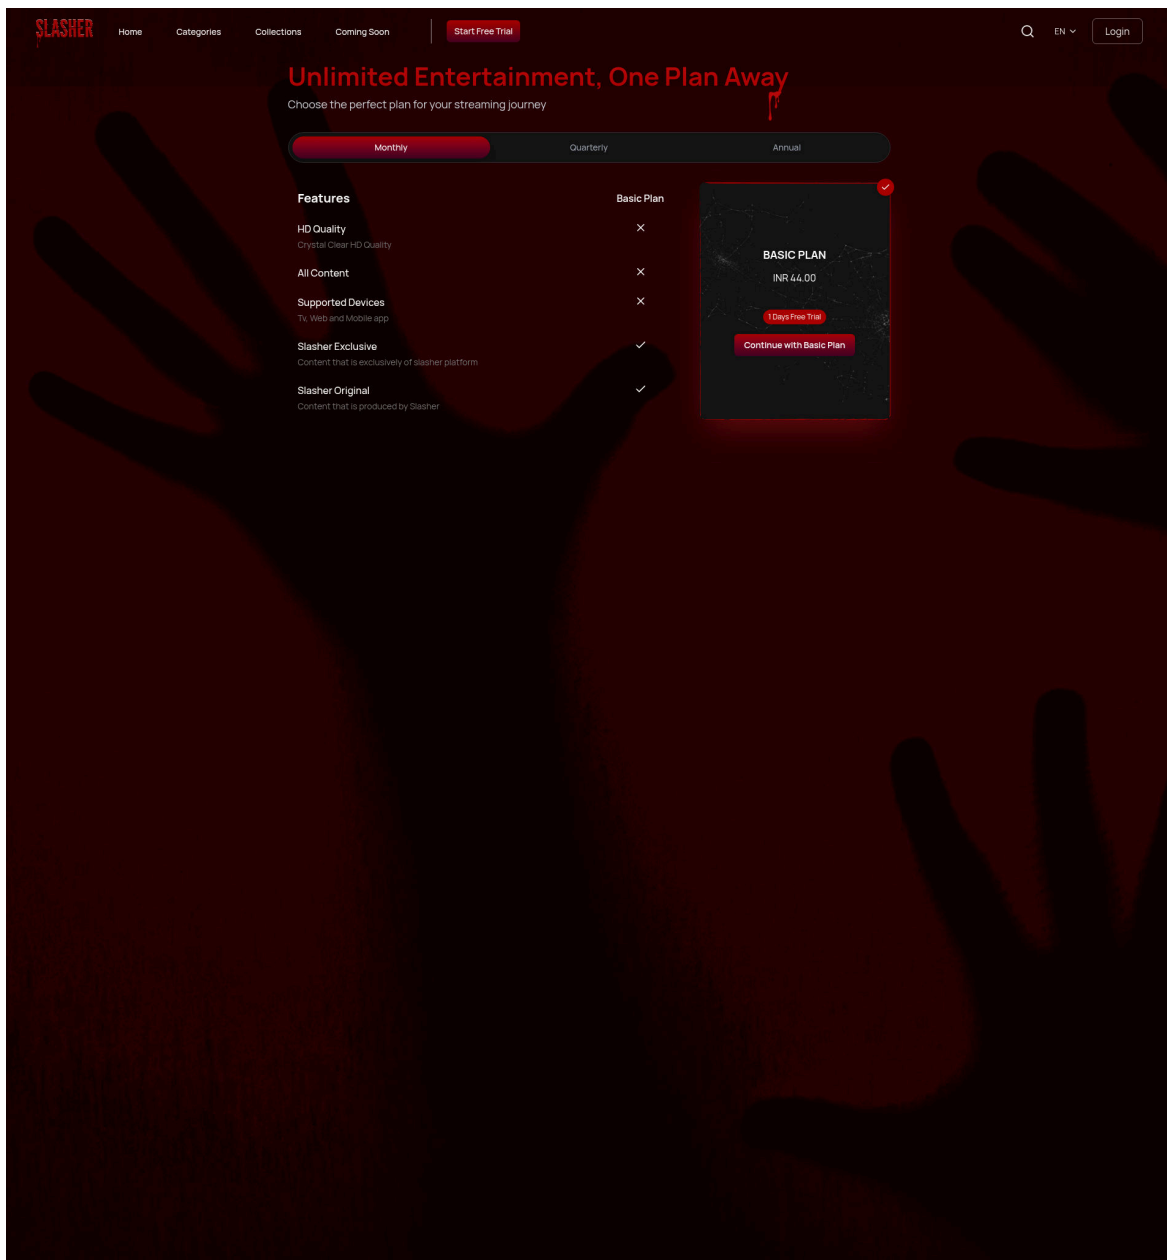 SLASHER
Home
Categories
Collections
Coming Soon
Start Free Trial
EN
Login
Unlimited Entertainment, One Plan Away
Choose the perfect plan for your streaming journey
Monthly
Quarterly
Annual
Features
Basic Plan
HD Quality
Crystal Clear HD Quality
All Content
Supported Devices
Tv, Web and Mobile app
Slasher Exclusive
Content that is exclusively of slasher platform
Slasher Original
Content that is produced by Slasher
BASIC PLAN
INR 44.00
1 Days Free Trial
Continue with Basic Plan